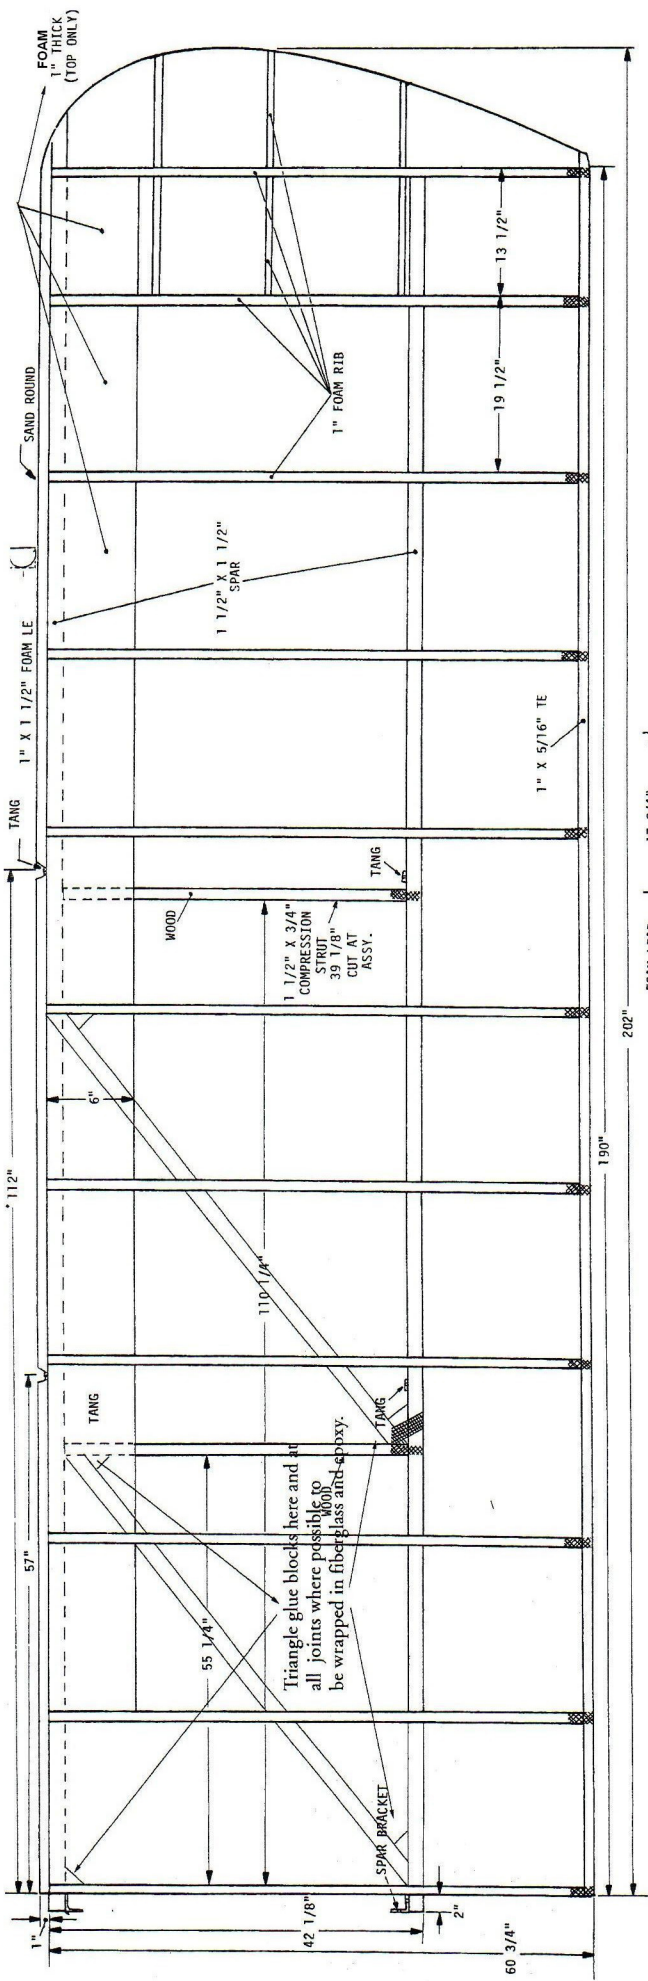 FOAM
1" THICK
(TOP ONLY)
SAND ROUND
1" X 1 1/2" FOAM LE
TANG
112"
57"
1"
13 1/2"
19 1/2"
1" FOAM RIB
1 1/2" X 1 1/2"
SPAR
1" X 5/16" TE
TANG
WOOD
1 1/2" X 3/4"
COMPRESSION
STRUT
39 1/8"
CUT AT
ASSY.
6"
110 1/4"
TANG
TANG
WOOD
Triangle glue blocks here and at
all joints where possible to
be wrapped in fiberglass and epoxy.
55 1/4"
SPAR BRACKET
2"
42 1/8"
60 3/4"
190"
202"